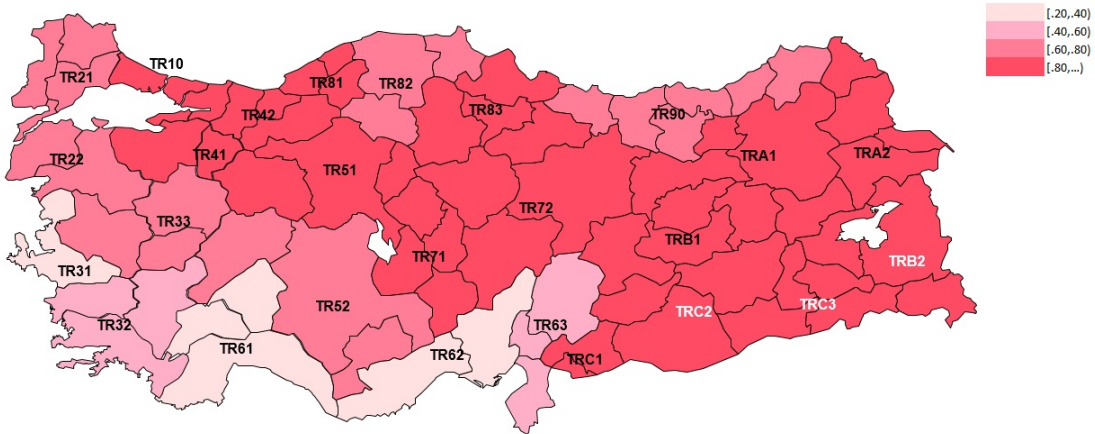 [.20,.40)
[.40,.60)
[.60,.80)
[.80,...)
TR10
TR21
TR81
TR82
TR83
TR42
TR90
TR22
TR41
TR51
TRA1
TRA2
TR33
TR72
TR31
TR71
TRB1
TRB2
TR32
TR52
TRC2
TRC3
TR61
TR62
TR63
TRC1